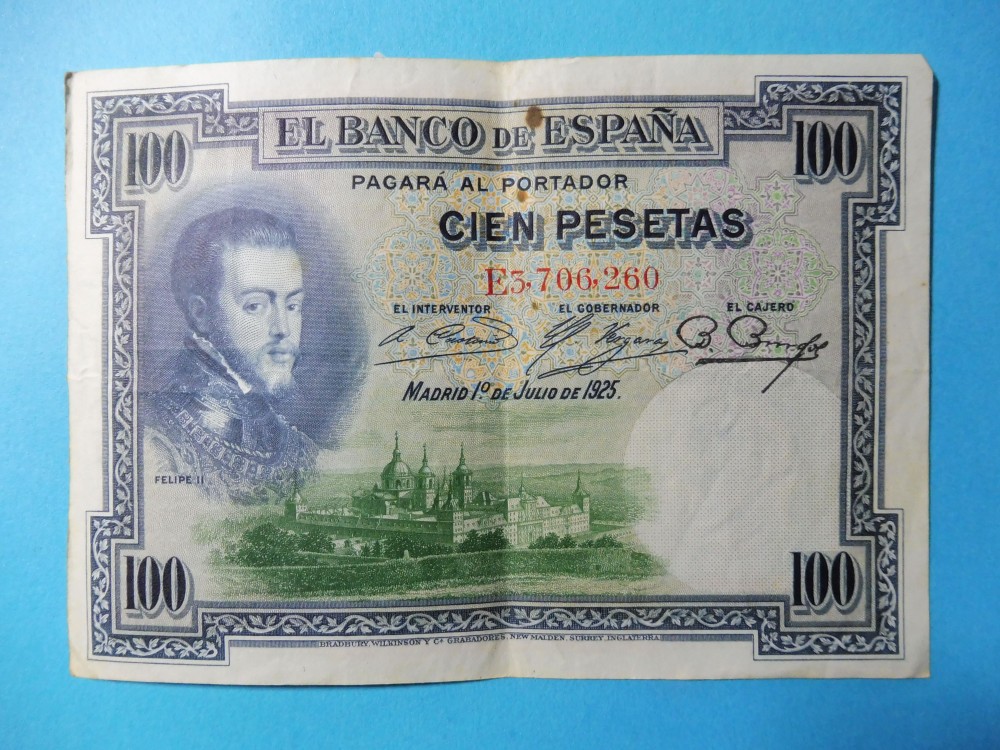 EL BANCO DE ESPAÑA
100 100
PAGARÁ AL PORTADOR
CIEN PESETAS
E3,706,260
EL INTERVENTOR EL GOBERNADOR EL CAJERO
MADRID 1.º DE JULIO DE 1925.
FELIPE II
100 100
BRADBURY, WILKINSON Y Cª GRABADORES, NEW MALDEN, SURREY, INGLATERRA